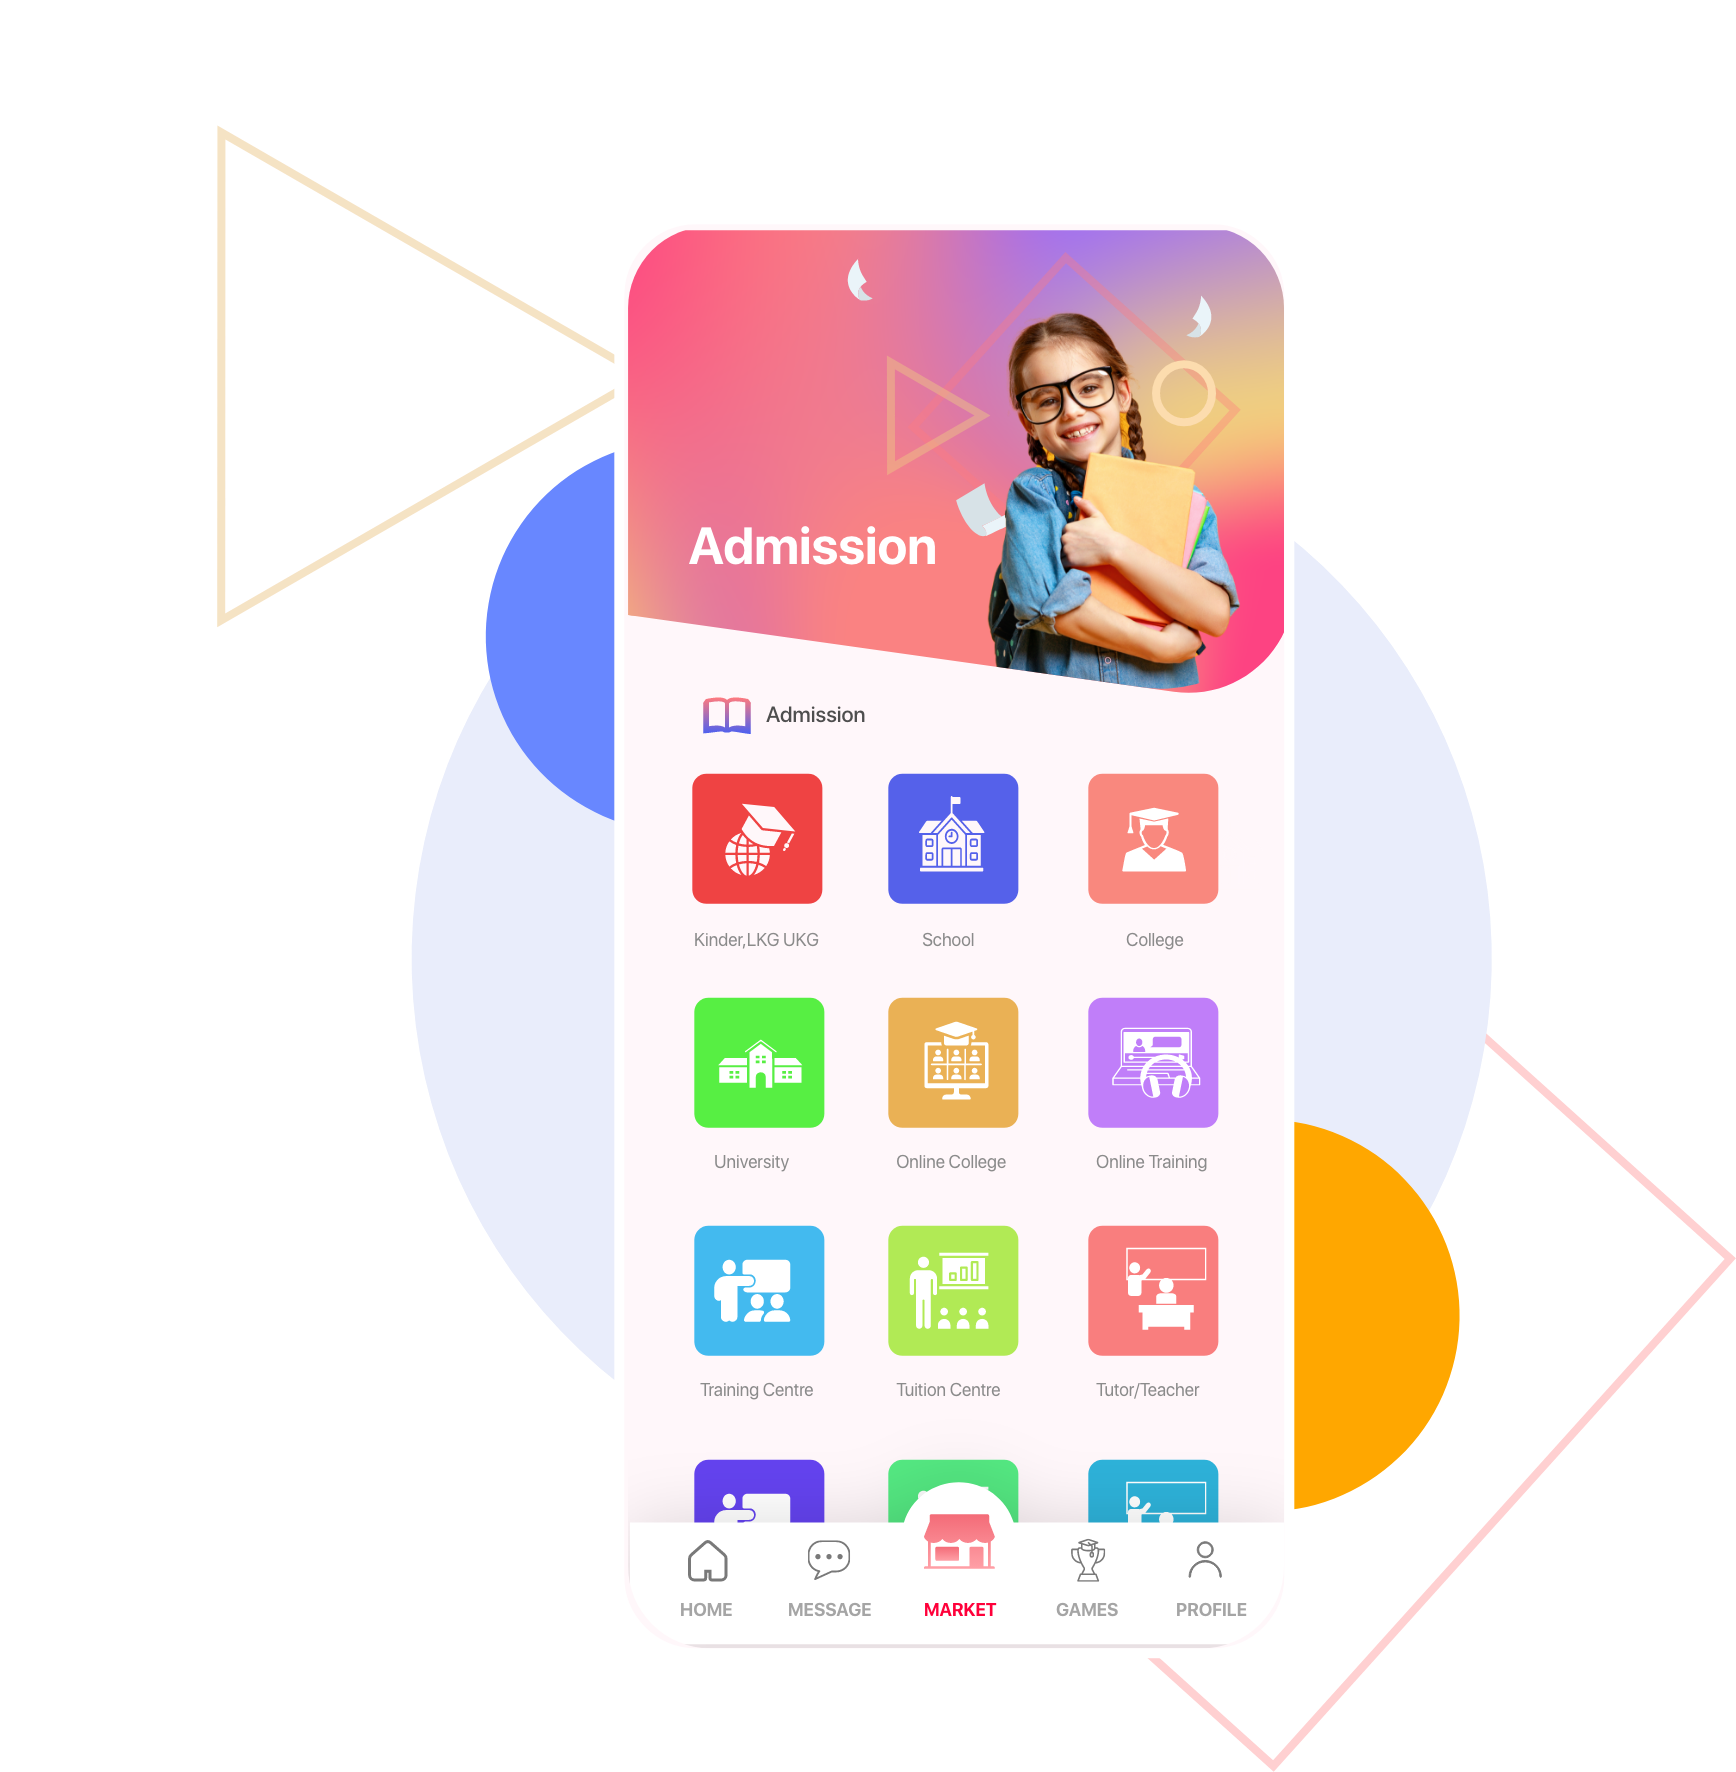 Admission
Admission
Kinder,LKG UKG
School
College
University
Online College
Online Training
Training Centre
Tuition Centre
Tutor/Teacher
HOME
MESSAGE
MARKET
GAMES
PROFILE